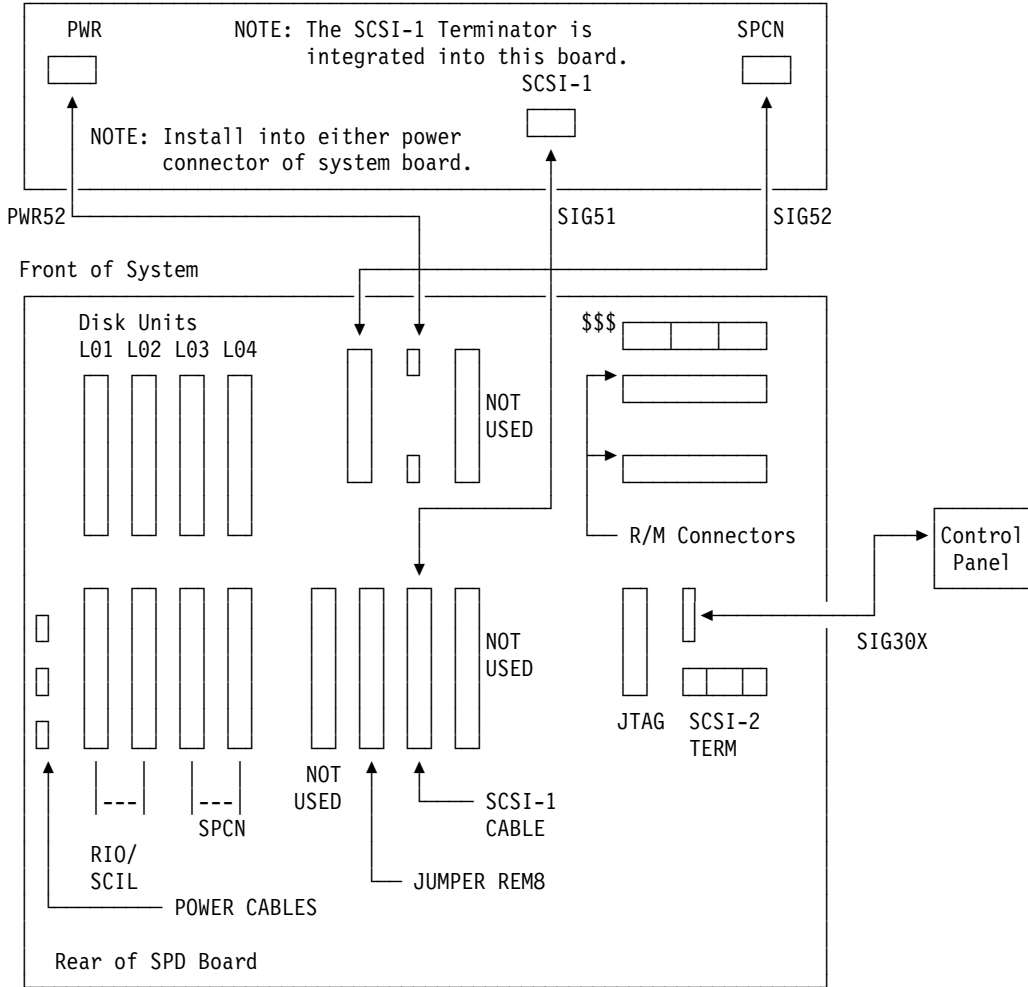 PWR
NOTE: The SCSI-1 Terminator is
integrated into this board.
SPCN
SCSI-1
NOTE: Install into either power
connector of system board.
PWR52
SIG51
SIG52
Front of System
Disk Units
L01 L02 L03 L04
$$$
NOT
USED
R/M Connectors
Control
Panel
NOT
USED
SIG30X
JTAG
SCSI-2
TERM
NOT
USED
SCSI-1
CABLE
|---|
|---|
SPCN
RIO/
SCIL
JUMPER REM8
POWER CABLES
Rear of SPD Board